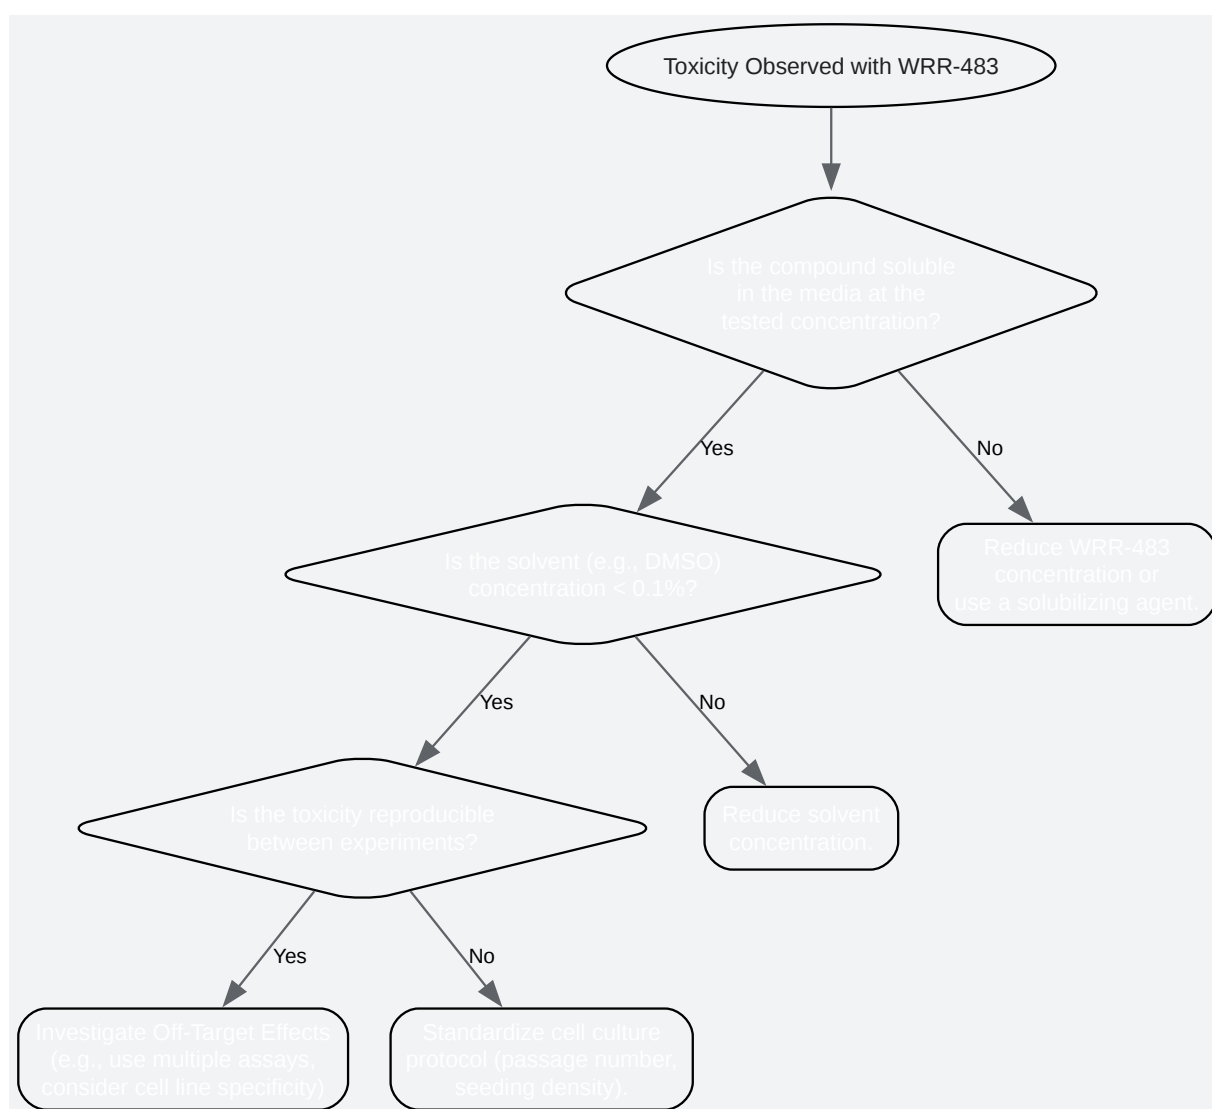 Toxicity Observed with WRR-483
Is the compound soluble
in the media at the
tested concentration?
Yes
No
Is the solvent (e.g., DMSO)
concentration < 0.1%?
Reduce WRR-483
concentration or
use a solubilizing agent.
Yes
No
Is the toxicity reproducible
between experiments?
Reduce solvent
concentration.
Yes
No
Investigate Off-Target Effects
(e.g., use multiple assays,
consider cell line specificity)
Standardize cell culture
protocol (passage number,
seeding density).